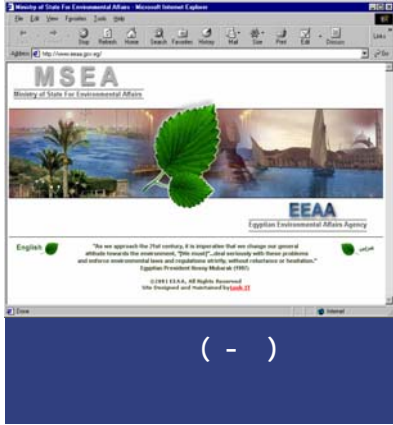 Ministry of State For Environmental Affairs - Microsoft Internet Explorer
File Edit View Favorites Tools Help
Stop Refresh Home Search Favorites History Mail Size Print Edit Discuss
Links
Address http://www.eeaa.gov.eg/
Go
MSEA
Ministry of State For Environmental Affairs
EEAA
Egyptian Environmental Affairs Agency
English
عربي
"As we approach the 21st century, it is imperative that we change our general
attitude towards the environment, "[We must]"...deal seriously with these problems
and enforce environmental laws and regulations strictly, without reluctance or hesitation."
Egyptian President Hosny Mubarak (1997)
©2001 EEAA, All Rights Reserved
Site Designed and Maintained by Look IT
Done
Internet
( - )